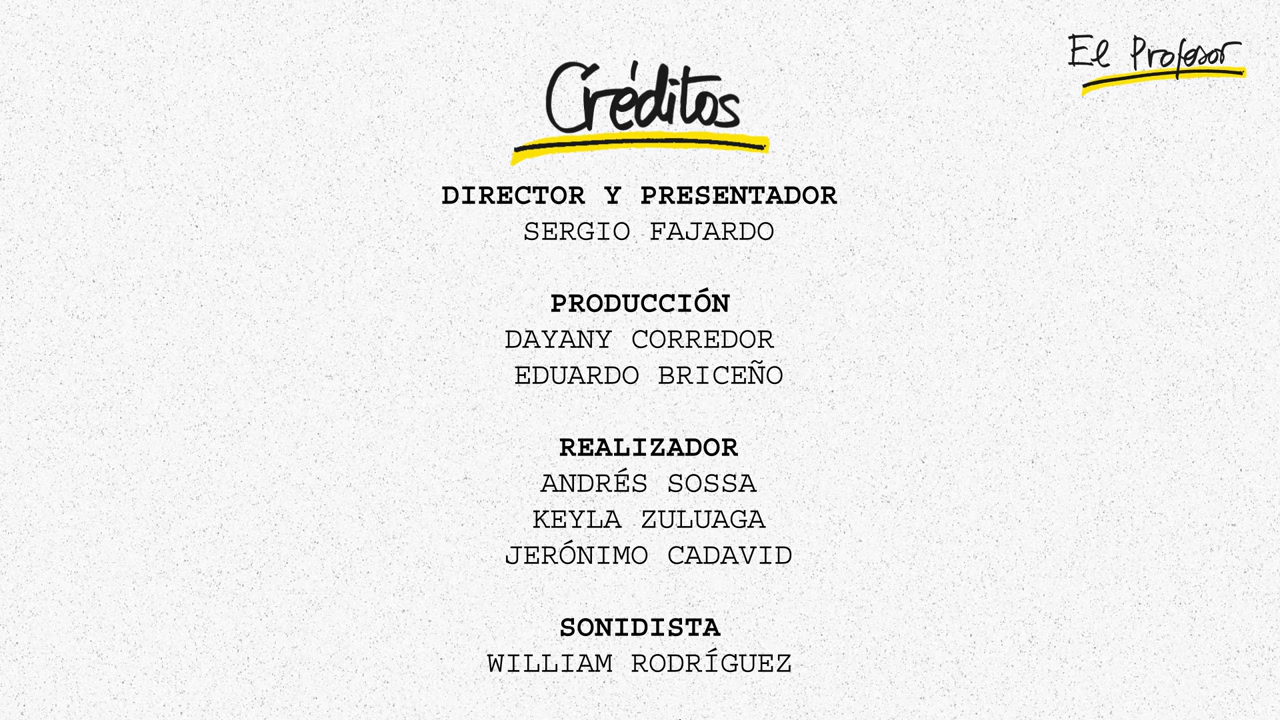 El Profesor
Créditos
DIRECTOR Y PRESENTADOR
SERGIO FAJARDO
PRODUCCIÓN
DAYANY CORREDOR
EDUARDO BRICEÑO
REALIZADOR
ANDRÉS SOSSA
KEYLA ZULUAGA
JERÓNIMO CADAVID
SONIDISTA
WILLIAM RODRÍGUEZ